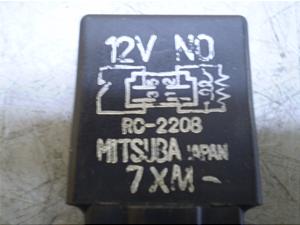 12V NO
RC-2208
MITSUBA JAPAN
7XM-